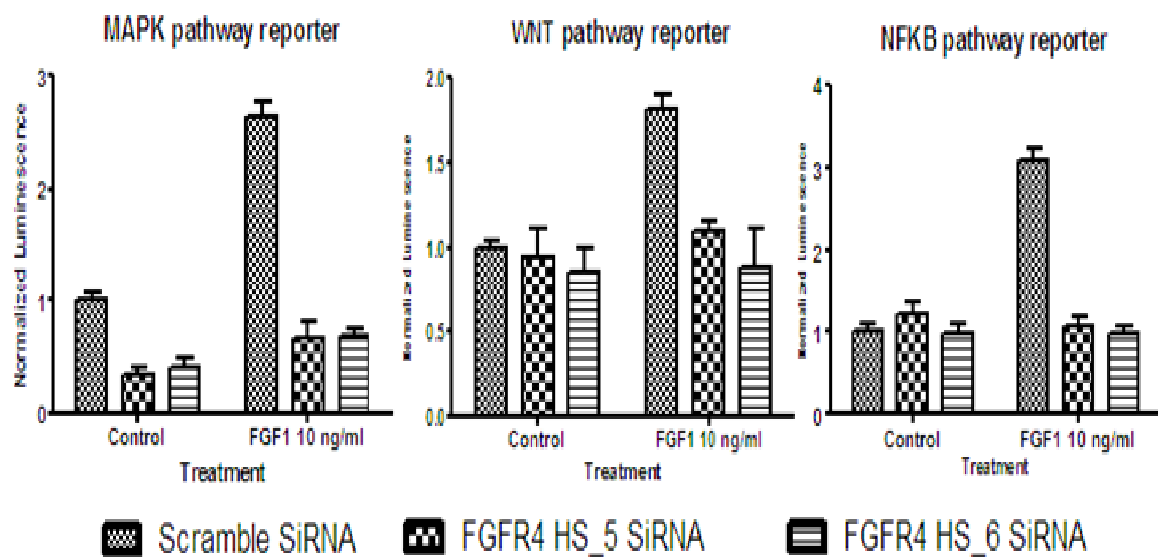 MAPK pathway reporter
Normalized Luminescence
3
2
1
0
Control
FGF1 10 ng/ml
Treatment
WNT pathway reporter
Normalized Luminescence
2.0
1.5
1.0
0.5
0.0
Control
FGF1 10 ng/ml
Treatment
NFKB pathway reporter
Normalized Luminescence
4
3
2
1
0
Control
FGF1 10 ng/ml
Treatment
Scramble SiRNA
FGFR4 HS_5 SiRNA
FGFR4 HS_6 SiRNA